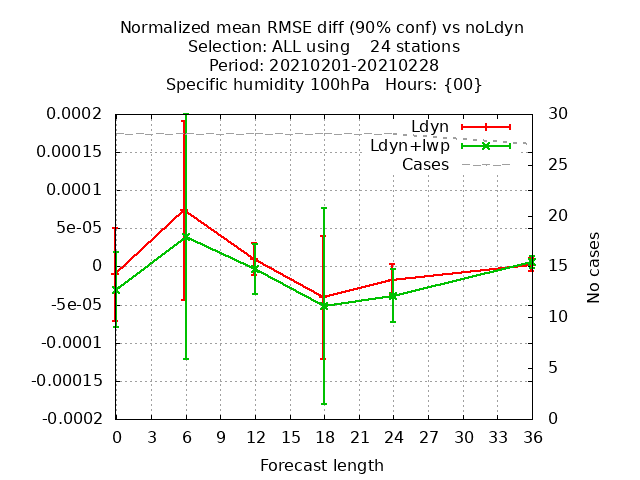 Normalized mean RMSE diff (90% conf) vs noLdyn
Selection: ALL using    24 stations
Period: 20210201-20210228
Specific humidity 100hPa   Hours: {00}
0.0002
0.00015
0.0001
5e-05
0
-5e-05
-0.0001
-0.00015
-0.0002
Ldyn
Ldyn+lwp
Cases
30
25
20
15
10
5
0
No cases
0 3 6 9 12 15 18 21 24 27 30 33 36
Forecast length